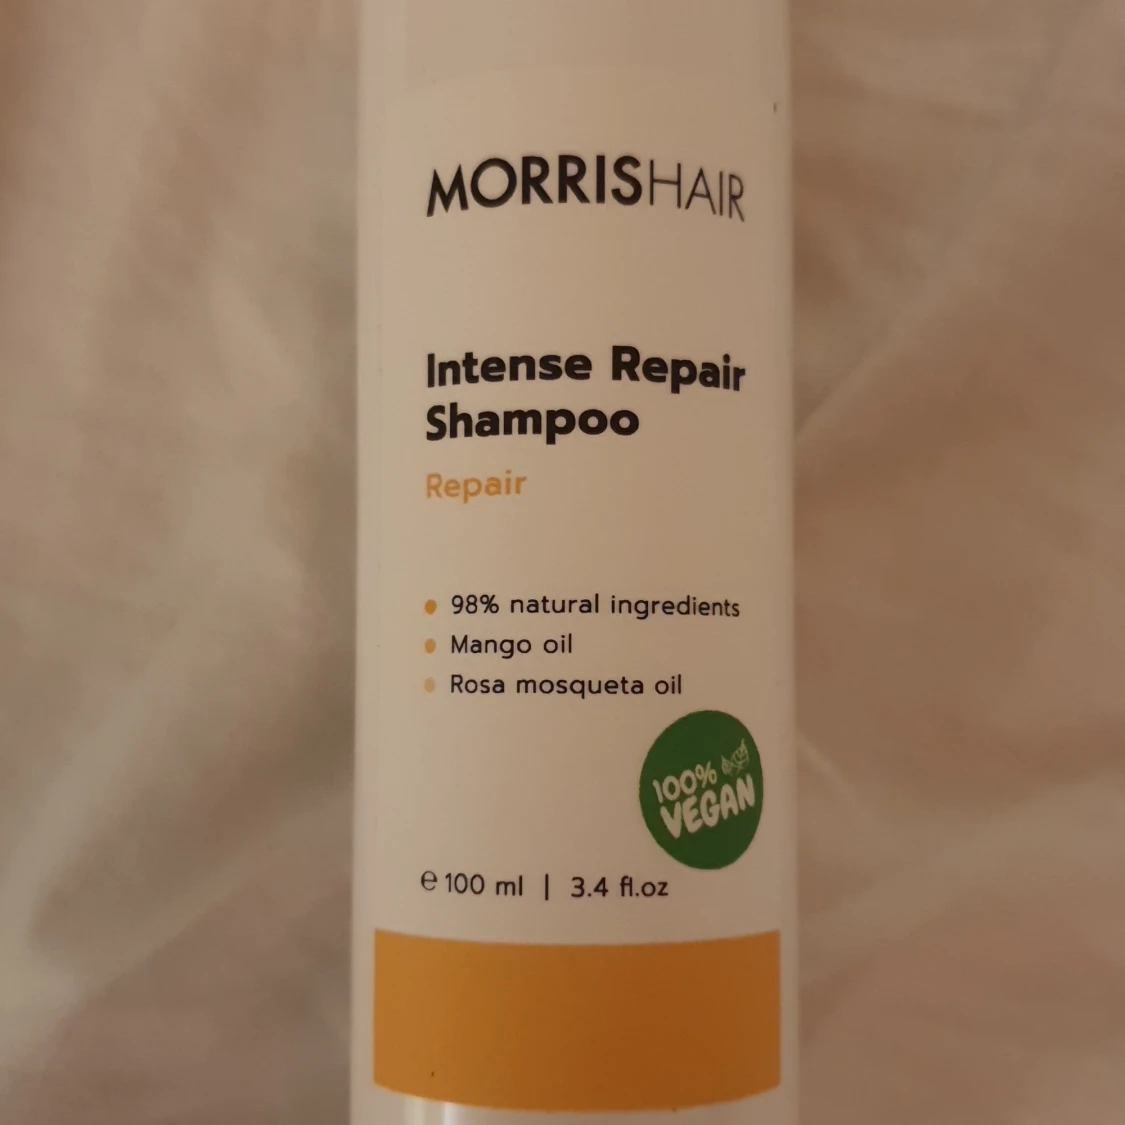 MORRISHAIR
Intense Repair
Shampoo
Repair
98% natural ingredients
Mango oil
Rosa mosqueta oil
100%
VEGAN
℮ 100 ml | 3.4 fl.oz